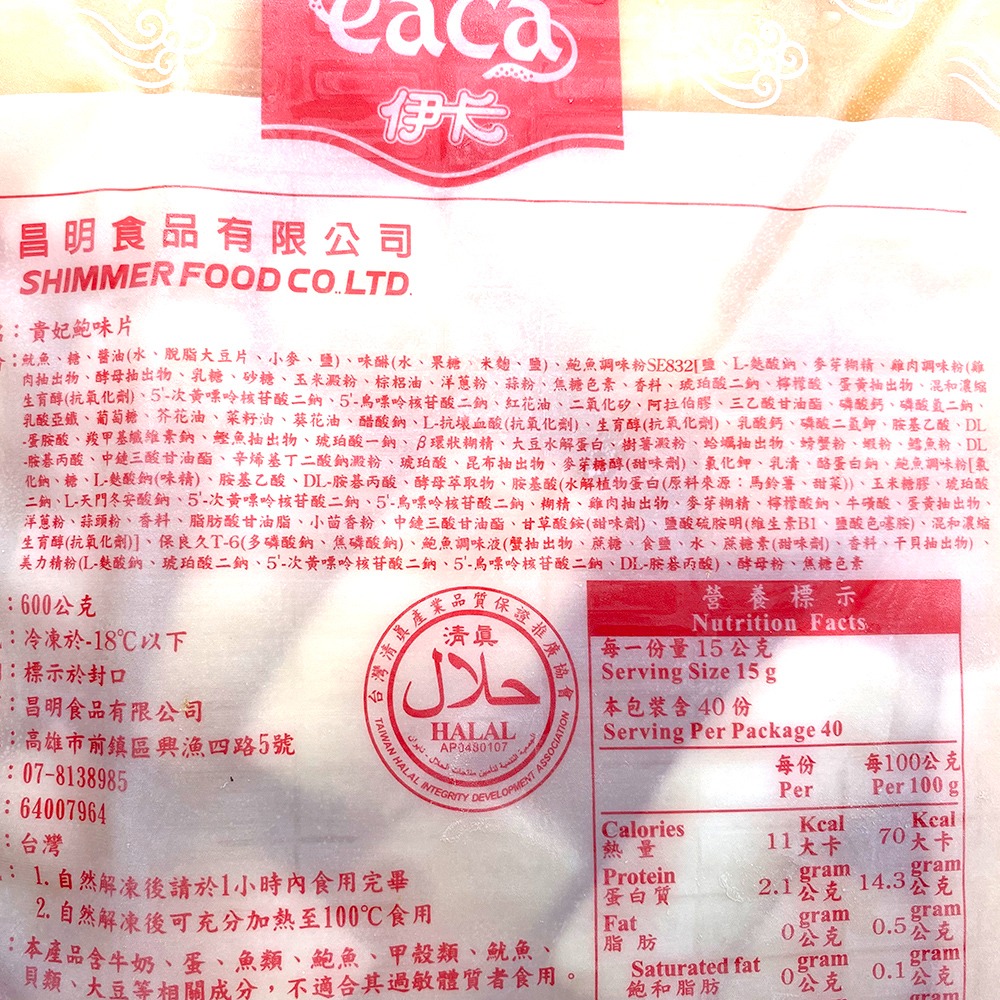 eaca
伊卡
昌明食品有限公司
SHIMMER FOOD CO.,LTD.
：貴妃鮑味片
：魷魚、糖、醬油(水、脫脂大豆片、小麥、鹽)、味醂(水、果糖、米麴、鹽)、鮑魚調味粉SE832[鹽、L-麩酸鈉、麥芽糊精、雞肉調味粉(雞
肉抽出物、酵母抽出物、乳糖、砂糖、玉米澱粉、棕梠油、洋蔥粉、蒜粉、焦糖色素、香料、琥珀酸二鈉、檸檬酸、蛋黃抽出物、混和濃縮
生育醇(抗氧化劑)、5'-次黃嘌呤核苷酸二鈉、5'-鳥嘌呤核苷酸二鈉、紅花油、二氧化矽、阿拉伯膠、三乙酸甘油酯、磷酸鈣、磷酸氫二鈉、
乳酸亞鐵、葡萄糖、芥花油、菜籽油、葵花油、醋酸鈉、L-抗壞血酸(抗氧化劑)、生育醇(抗氧化劑)、乳酸鈣、磷酸二氫鉀、胺基乙酸、DL
-蛋胺酸、羧甲基纖維素鈉、鰹魚抽出物、琥珀酸一鈉、β環狀糊精、大豆水解蛋白、樹薯澱粉、蛤蠣抽出物、螃蟹粉、蝦粉、鱈魚粉、DL
-胺基丙酸、中鏈三酸甘油酯、辛烯基丁二酸鈉澱粉、琥珀酸、昆布抽出物、麥芽糖醇(甜味劑)、氯化鉀、乳清、酪蛋白鈉、鮑魚調味粉[氯
化鈉、糖、L-麩酸鈉(味精)、胺基乙酸、DL-胺基丙酸、酵母萃取物、胺基酸(水解植物蛋白(原料來源：馬鈴薯、甜菜))、玉米糖膠、琥珀酸
二鈉、L-天門冬安酸鈉、5'-次黃嘌呤核苷酸二鈉、5'-鳥嘌呤核苷酸二鈉、糊精、雞肉抽出物、麥芽糊精、檸檬酸鈉、牛磺酸、蛋黃抽出物、
洋蔥粉、蒜頭粉、香料、脂肪酸甘油脂、小茴香粉、中鏈三酸甘油酯、甘草酸銨(甜味劑)、鹽酸硫胺明(維生素B1、鹽酸色噻胺)、混和濃縮
生育醇(抗氧化劑)]、保良久T-6(多磷酸鈉、焦磷酸鈉)、鮑魚調味液(蟹抽出物、蔗糖、食鹽、水、蔗糖素(甜味劑)、香料、干貝抽出物)、
美力精粉(L-麩酸鈉、琥珀酸二鈉、5'-次黃嘌呤核苷酸二鈉、5'-鳥嘌呤核苷酸二鈉、DL-胺基丙酸)、酵母粉、焦糖色素
：600公克
：冷凍於-18℃以下
：標示於封口
：昌明食品有限公司
：高雄市前鎮區興漁四路5號
：07-8138985
：64007964
：台灣
：1.自然解凍後請於1小時內食用完畢
2.自然解凍後可充分加熱至100℃食用
：本產品含牛奶、蛋、魚類、鮑魚、甲殼類、魷魚、
貝類、大豆等相關成分，不適合其過敏體質者食用。
台灣清真產業品質保證推廣協會
清真
حلال
HALAL
AP0480107
TAIWAN HALAL INTEGRITY DEVELOPMENT ASSOCIATION
營養標示
Nutrition Facts
每一份量 15 公克
Serving Size 15 g
本包裝含 40 份
Serving Per Package 40
每份 每100公克
Per Per 100 g
Calories Kcal Kcal
熱量 11 大卡 70 大卡
Protein gram gram
蛋白質 2.1 公克 14.3 公克
Fat gram gram
脂肪 0 公克 0.5 公克
Saturated fat gram gram
飽和脂肪 0 公克 0.1 公克
gram